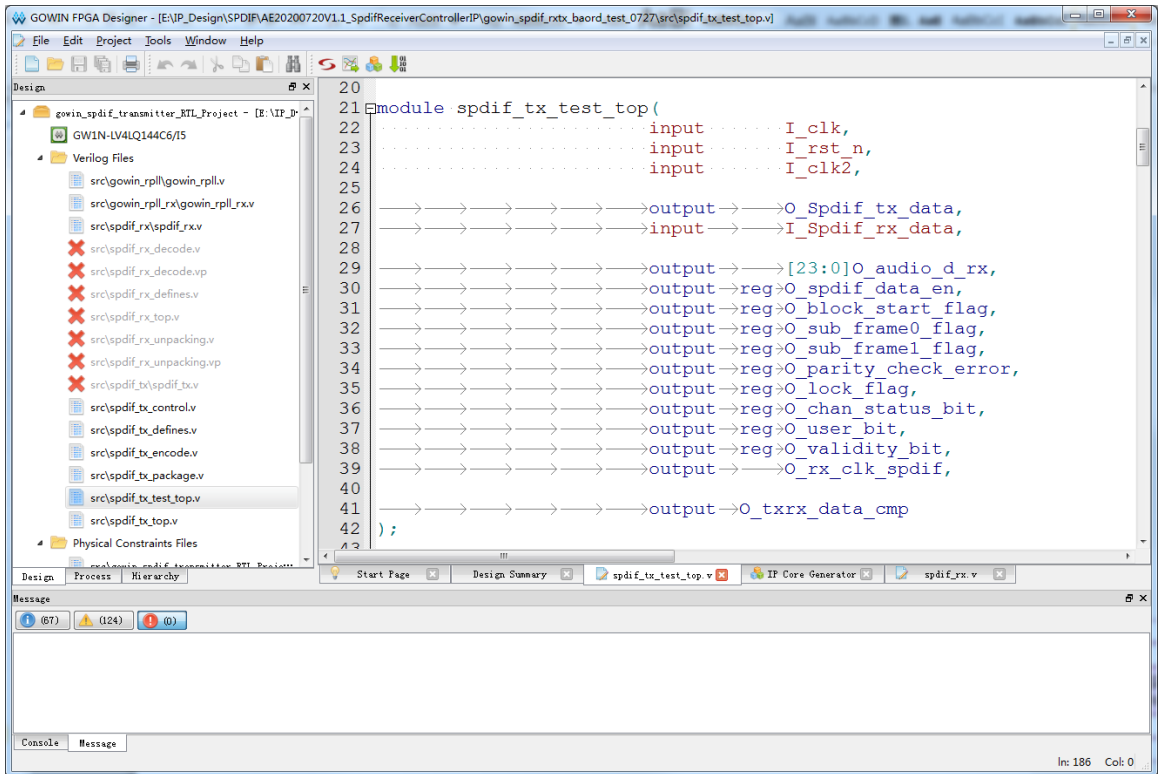 GOWIN FPGA Designer - [E:\IP_Design\SPDIF\AE20200720V1.1_SpdifReceiverControllerIP\gowin_spdif_rxtx_baord_test_0727\src\spdif_tx_test_top.v]
File Edit Project Tools Window Help
Design
gowin_spdif_transmitter_RTL_Project - [E:\IP_D
GW1N-LV4LQ144C6/I5
Verilog Files
src\gowin_rpll\gowin_rpll.v
src\gowin_rpll_rx\gowin_rpll_rx.v
src\spdif_rx\spdif_rx.v
src\spdif_rx_decode.v
src\spdif_rx_decode.vp
src\spdif_rx_defines.v
src\spdif_rx_top.v
src\spdif_rx_unpacking.v
src\spdif_rx_unpacking.vp
src\spdif_tx\spdif_tx.v
src\spdif_tx_control.v
src\spdif_tx_defines.v
src\spdif_tx_encode.v
src\spdif_tx_package.v
src\spdif_tx_test_top.v
src\spdif_tx_top.v
Physical Constraints Files
Design Process Hierarchy
20
21 module spdif_tx_test_top(
22 input I_clk,
23 input I_rst_n,
24 input I_clk2,
25
26 output O_Spdif_tx_data,
27 input I_Spdif_rx_data,
28
29 output [23:0]O_audio_d_rx,
30 output reg O_spdif_data_en,
31 output reg O_block_start_flag,
32 output reg O_sub_frame0_flag,
33 output reg O_sub_frame1_flag,
34 output reg O_parity_check_error,
35 output reg O_lock_flag,
36 output reg O_chan_status_bit,
37 output reg O_user_bit,
38 output reg O_validity_bit,
39 output O_rx_clk_spdif,
40
41 output O_txrx_data_cmp
42 );
43
Start Page Design Summary spdif_tx_test_top.v IP Core Generator spdif_rx.v
Message
(67) (124) (0)
Console Message
ln: 186 Col: 0